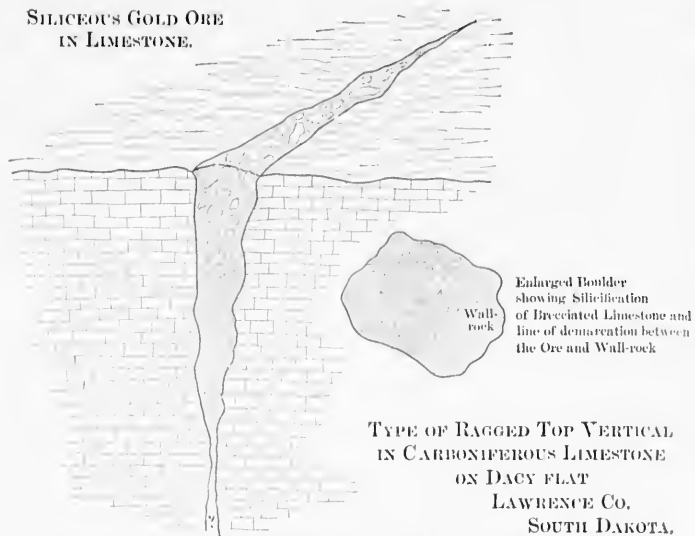 SILICEOUS GOLD ORE
IN LIMESTONE.
Enlarged Boulder
showing Silicification
of Brecciated Limestone and
line of demarcation between
the Ore and Wall-rock
Wall-
rock
TYPE OF RAGGED TOP VERTICAL
IN CARBONIFEROUS LIMESTONE
ON DACY FLAT
LAWRENCE CO.
SOUTH DAKOTA.